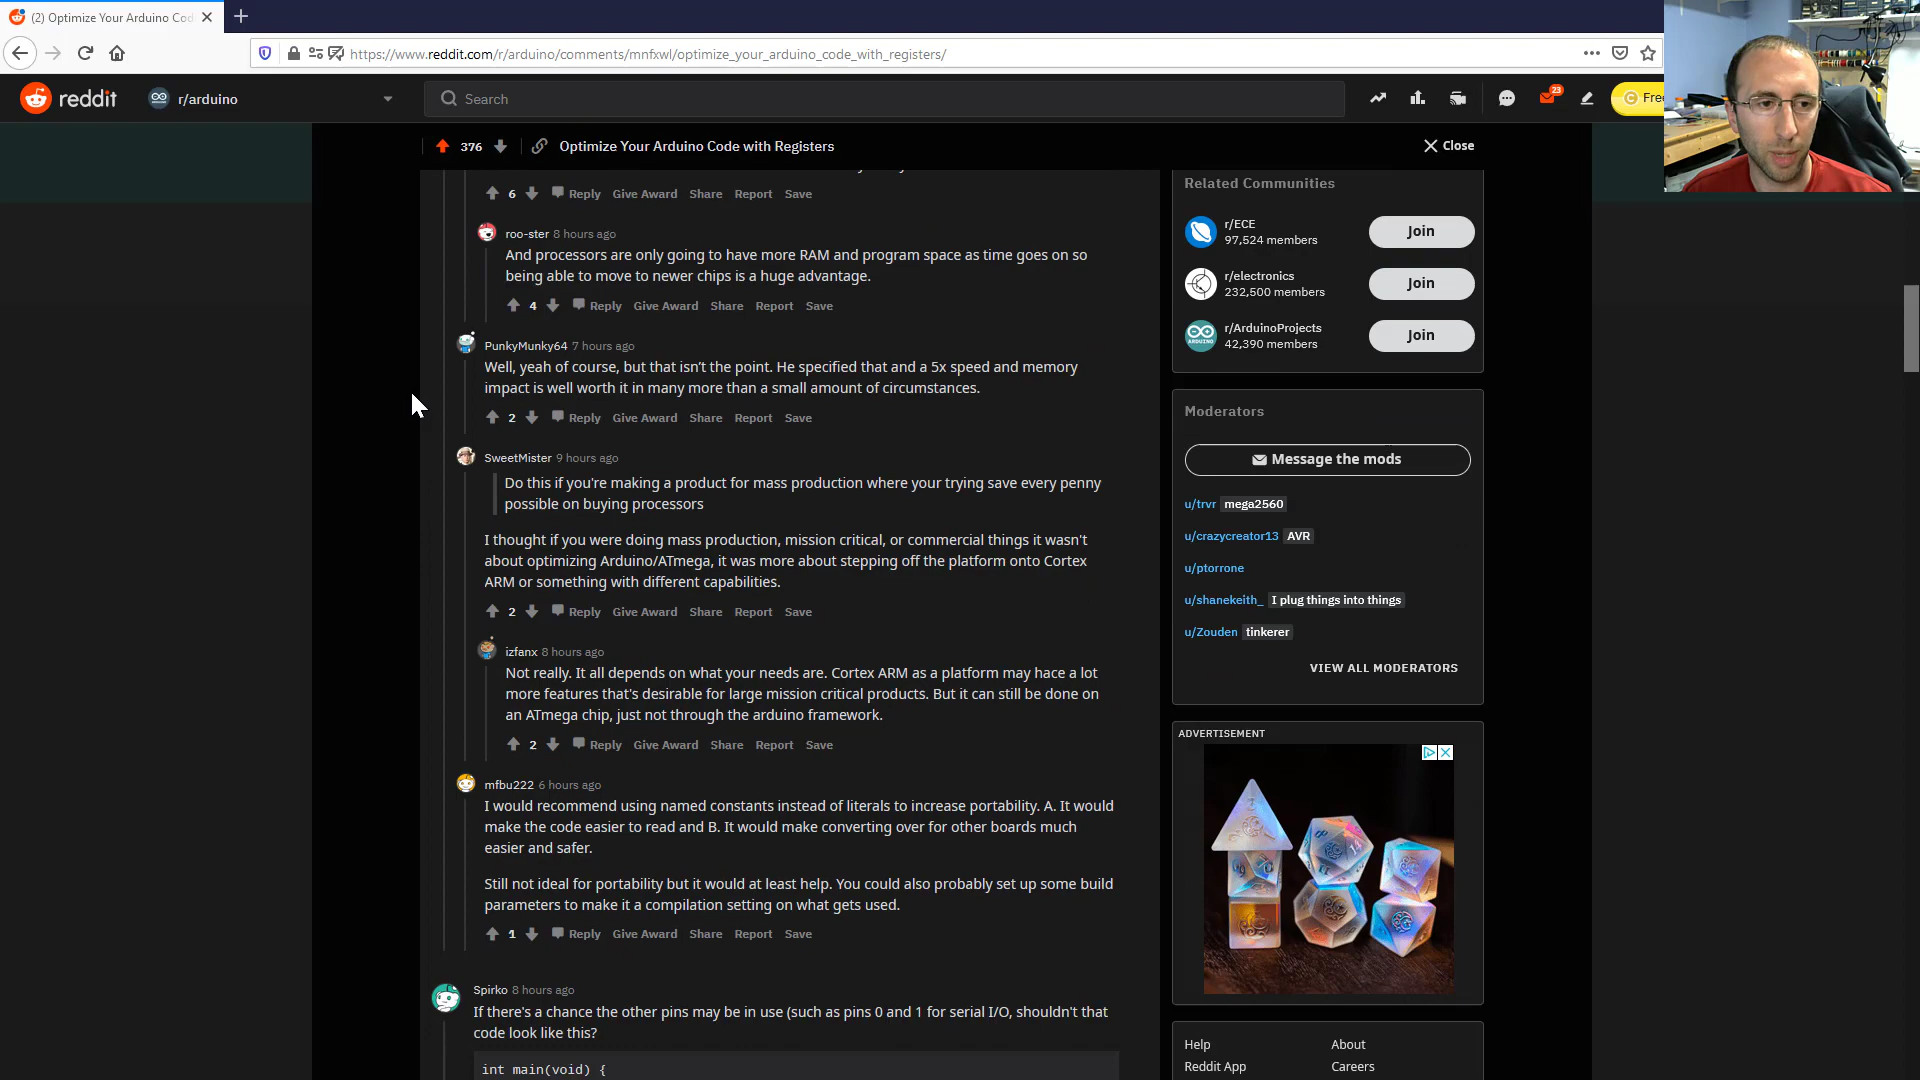 (2) Optimize Your Arduino Cod
https://www.reddit.com/r/arduino/comments/mnfxwl/optimize_your_arduino_code_with_registers/
reddit
r/arduino
Search
23
Free
376
Optimize Your Arduino Code with Registers
Close
6 Reply Give Award Share Report Save
roo-ster 8 hours ago
And processors are only going to have more RAM and program space as time goes on so
being able to move to newer chips is a huge advantage.
4 Reply Give Award Share Report Save
PunkyMunky64 7 hours ago
Well, yeah of course, but that isn't the point. He specified that and a 5x speed and memory
impact is well worth it in many more than a small amount of circumstances.
2 Reply Give Award Share Report Save
SweetMister 9 hours ago
Do this if you're making a product for mass production where your trying save every penny
possible on buying processors
I thought if you were doing mass production, mission critical, or commercial things it wasn't
about optimizing Arduino/ATmega, it was more about stepping off the platform onto Cortex
ARM or something with different capabilities.
2 Reply Give Award Share Report Save
izfanx 8 hours ago
Not really. It all depends on what your needs are. Cortex ARM as a platform may hace a lot
more features that's desirable for large mission critical products. But it can still be done on
an ATmega chip, just not through the arduino framework.
2 Reply Give Award Share Report Save
mfbu222 6 hours ago
I would recommend using named constants instead of literals to increase portability. A. It would
make the code easier to read and B. It would make converting over for other boards much
easier and safer.
Still not ideal for portability but it would at least help. You could also probably set up some build
parameters to make it a compilation setting on what gets used.
1 Reply Give Award Share Report Save
Spirko 8 hours ago
If there's a chance the other pins may be in use (such as pins 0 and 1 for serial I/O, shouldn't that
code look like this?
int main(void) {
Related Communities
r/ECE
97,524 members
Join
r/electronics
232,500 members
Join
r/ArduinoProjects
42,390 members
Join
Moderators
Message the mods
u/trvr mega2560
u/crazycreator13 AVR
u/ptorrone
u/shanekeith_ I plug things into things
u/Zouden tinkerer
VIEW ALL MODERATORS
ADVERTISEMENT
Help About
Reddit App Careers